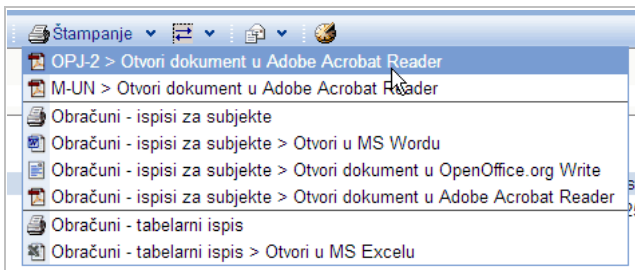 Štampanje
OPJ-2 > Otvori dokument u Adobe Acrobat Reader
M-UN > Otvori dokument u Adobe Acrobat Reader
Obračuni - ispisi za subjekte
Obračuni - ispisi za subjekte > Otvori u MS Wordu
Obračuni - ispisi za subjekte > Otvori dokument u OpenOffice.org Write
Obračuni - ispisi za subjekte > Otvori dokument u Adobe Acrobat Reader
Obračuni - tabelarni ispis
Obračuni - tabelarni ispis > Otvori u MS Excelu